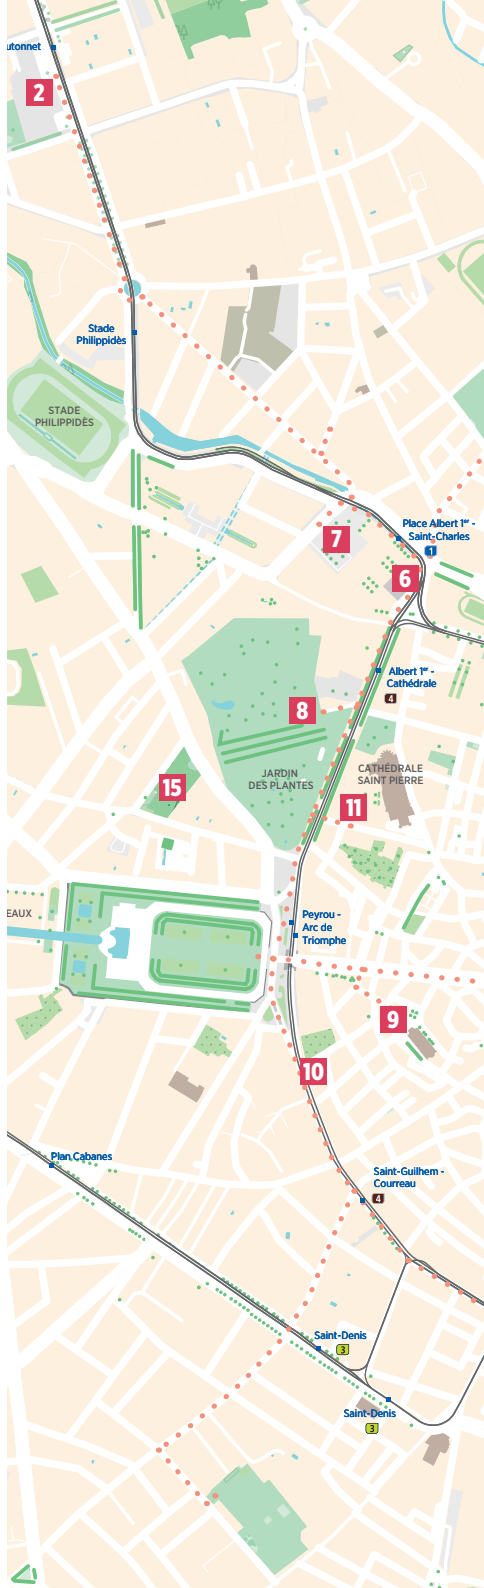 utonnet
2
Stade
Philippidès
STADE
PHILIPPIDÈS
7
Place Albert 1er -
Saint-Charles
1
6
Albert 1er -
Cathédrale
4
8
CATHÉDRALE
SAINT PIERRE
JARDIN
DES PLANTES
15
11
EAUX
Peyrou -
Arc de
Triomphe
9
10
Plan Cabanes
Saint-Guilhem -
Courreau
4
Saint-Denis
3
Saint-Denis
3